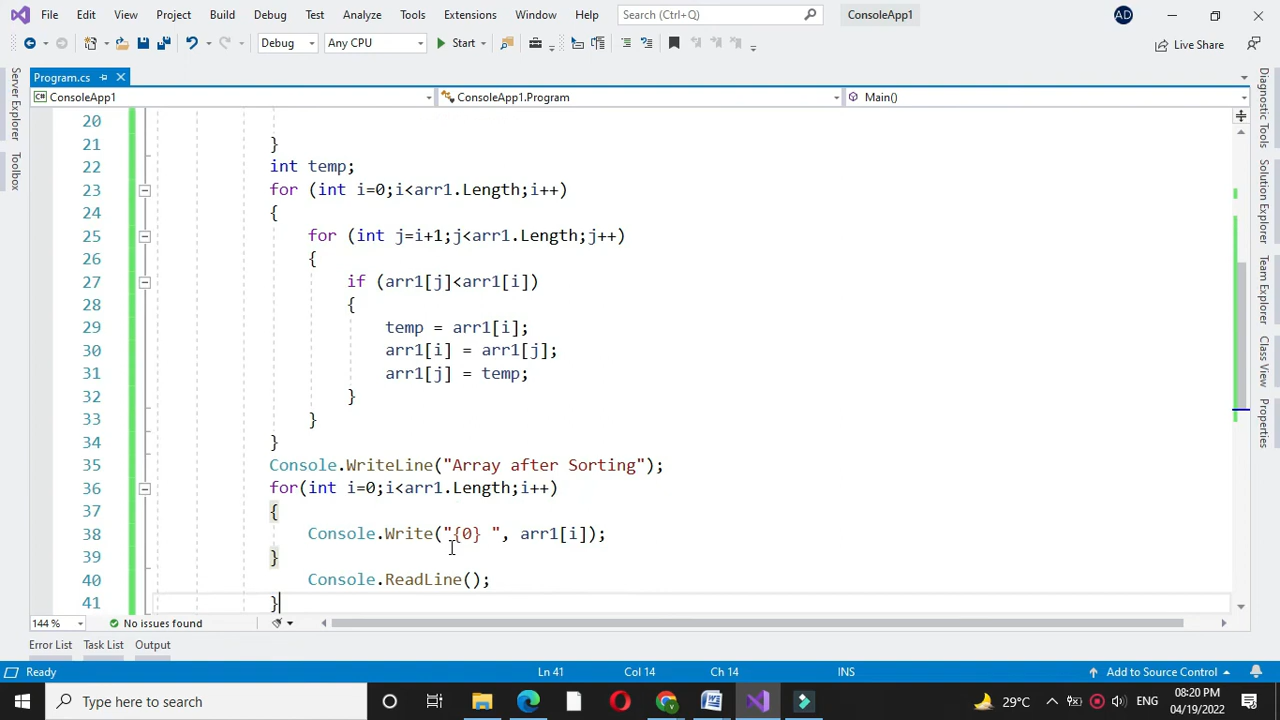 File Edit View Project Build Debug Test Analyze Tools Extensions Window Help Search (Ctrl+Q) ConsoleApp1 AD
Debug Any CPU Start Live Share
Program.cs
ConsoleApp1 ConsoleApp1.Program Main()
Server Explorer
Toolbox
20
21 }
22 int temp;
23 for (int i=0;i<arr1.Length;i++)
24 {
25 for (int j=i+1;j<arr1.Length;j++)
26 {
27 if (arr1[j]<arr1[i])
28 {
29 temp = arr1[i];
30 arr1[i] = arr1[j];
31 arr1[j] = temp;
32 }
33 }
34 }
35 Console.WriteLine("Array after Sorting");
36 for(int i=0;i<arr1.Length;i++)
37 {
38 Console.Write("{0} ", arr1[i]);
39 }
40 Console.ReadLine();
41 }
Diagnostic Tools
Solution Explorer
Team Explorer
Class View
Properties
144 % No issues found
Error List Task List Output
Ready Ln 41 Col 14 Ch 14 INS Add to Source Control
Type here to search 29°C ENG 08:20 PM
04/19/2022